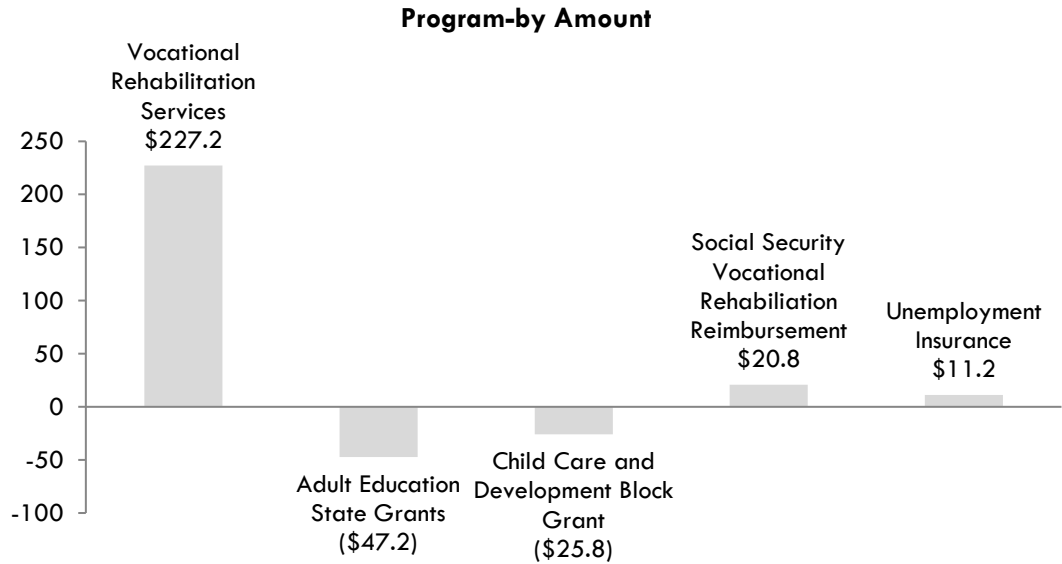 Program-by Amount
Vocational
Rehabilitation
Services
$227.2
250
200
150
100
50
0
-50
-100
Adult Education
State Grants
($47.2)
Child Care and
Development Block
Grant
($25.8)
Social Security
Vocational
Rehabiliation
Reimbursement
$20.8
Unemployment
Insurance
$11.2